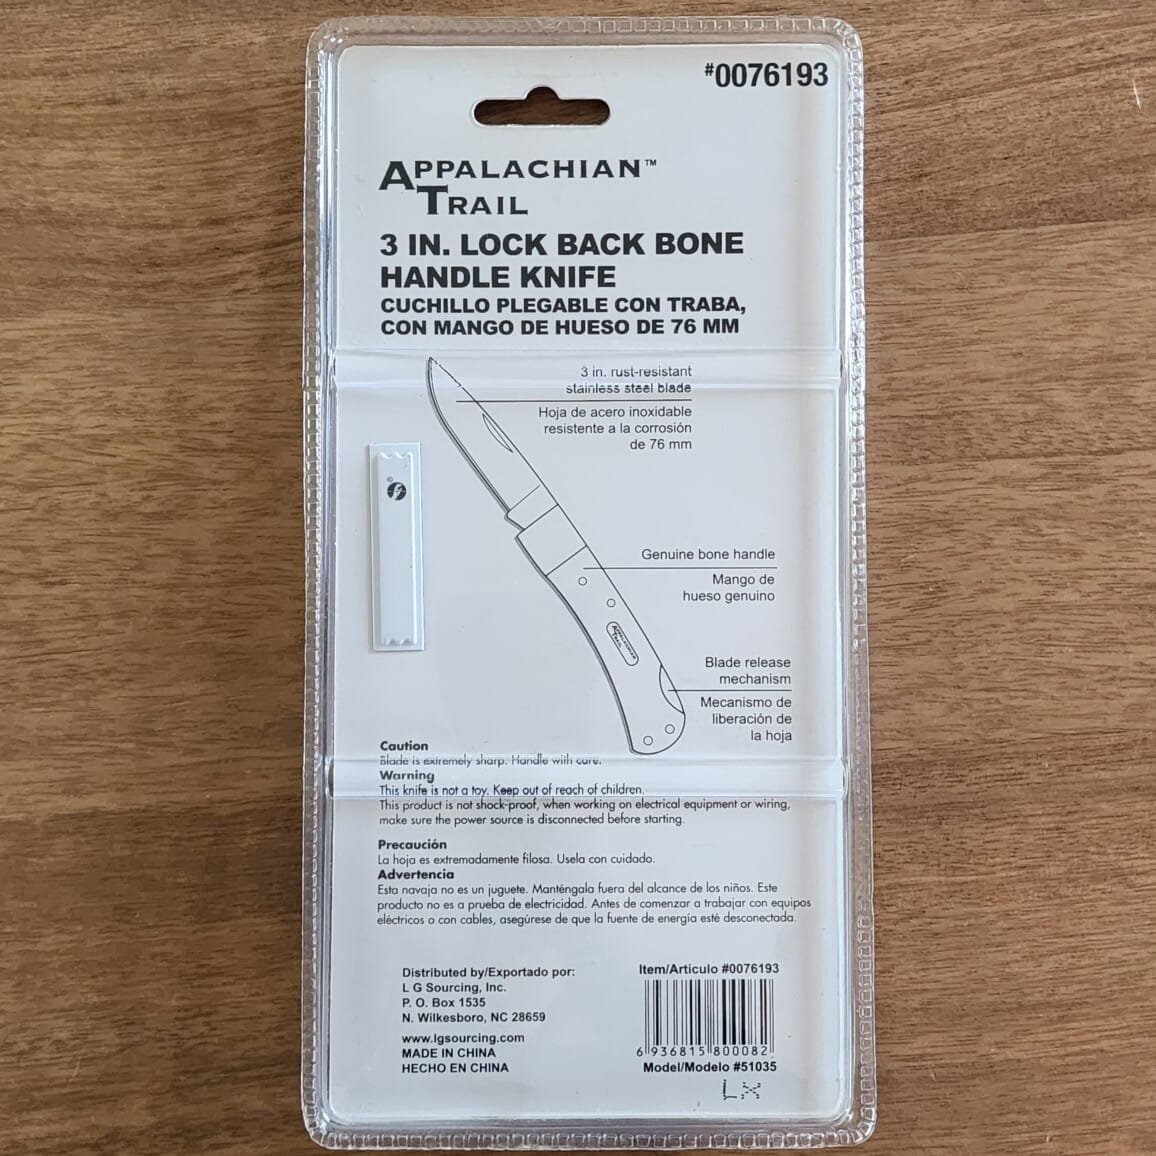 #0076193
APPALACHIAN™
TRAIL
3 IN. LOCK BACK BONE
HANDLE KNIFE
CUCHILLO PLEGABLE CON TRABA,
CON MANGO DE HUESO DE 76 MM
3 in. rust-resistant
stainless steel blade
Hoja de acero inoxidable
resistente a la corrosión
de 76 mm
Genuine bone handle
Mango de
hueso genuino
APPALACHIAN
TRAIL
Blade release
mechanism
Mecanismo de
liberación de
la hoja
Caution
Blade is extremely sharp. Handle with care.
Warning
This knife is not a toy. Keep out of reach of children.
This product is not shock-proof, when working on electrical equipment or wiring,
make sure the power source is disconnected before starting.
Precaución
La hoja es extremadamente filosa. Usela con cuidado.
Advertencia
Esta navaja no es un juguete. Manténgala fuera del alcance de los niños. Este
producto no es a prueba de electricidad. Antes de comenzar a trabajar con equipos
eléctricos o con cables, asegúrese de que la fuente de energía esté desconectada.
Distributed by/Exportado por:
L G Sourcing, Inc.
P. O. Box 1535
N. Wilkesboro, NC 28659
www.lgsourcing.com
MADE IN CHINA
HECHO EN CHINA
Item/Artículo #0076193
6 936815 800082
Model/Modelo #51035
LX